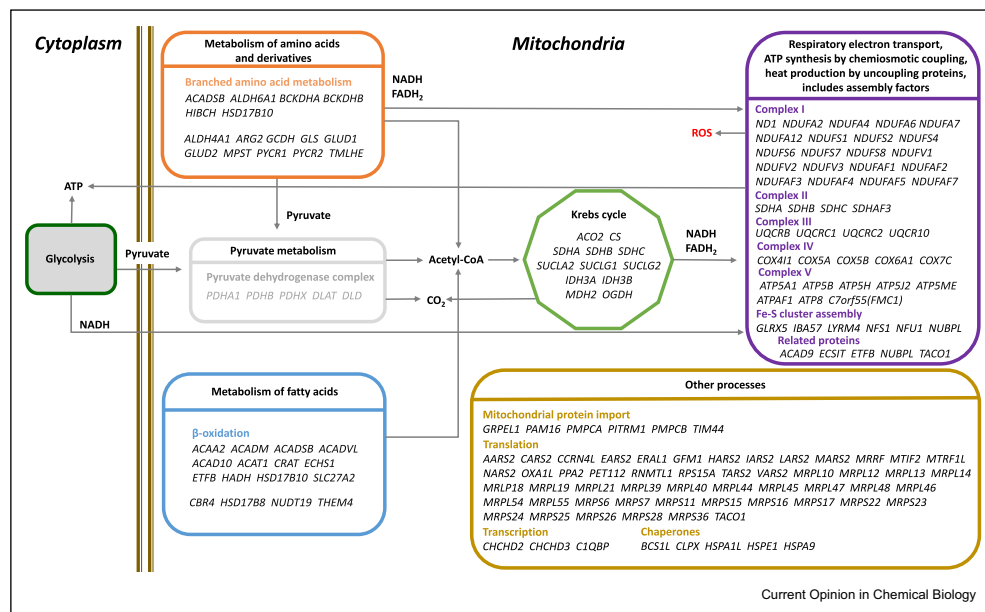 Cytoplasm
Mitochondria
Metabolism of amino acids
and derivatives
Branched amino acid metabolism
ACADSB ALDH6A1 BCKDHA BCKDHB
HIBCH HSD17B10
ALDH4A1 ARG2 GCDH GLS GLUD1
GLUD2 MPST PYCR1 PYCR2 TMLHE
NADH
FADH2
Respiratory electron transport,
ATP synthesis by chemiosmotic coupling,
heat production by uncoupling proteins,
includes assembly factors
Complex I
ND1 NDUFA2 NDUFA4 NDUFA6 NDUFA7
NDUFA12 NDUFS1 NDUFS2 NDUFS4
NDUFS6 NDUFS7 NDUFS8 NDUFV1
NDUFV2 NDUFV3 NDUFAF1 NDUFAF2
NDUFAF3 NDUFAF4 NDUFAF5 NDUFAF7
Complex II
SDHA SDHB SDHC SDHAF3
Complex III
UQCRB UQCRC1 UQCRC2 UQCR10
Complex IV
COX4I1 COX5A COX5B COX6A1 COX7C
Complex V
ATP5A1 ATP5B ATP5H ATP5J2 ATP5ME
ATPAF1 ATP8 C7orf55(FMC1)
Fe-S cluster assembly
GLRX5 IBA57 LYRM4 NFS1 NFU1 NUBPL
Related proteins
ACAD9 ECSIT ETFB NUBPL TACO1
ROS
ATP
Glycolysis
Pyruvate
NADH
Pyruvate
Pyruvate metabolism
Pyruvate dehydrogenase complex
PDHA1 PDHB PDHX DLAT DLD
Acetyl-CoA
CO2
Krebs cycle
ACO2 CS
SDHA SDHB SDHC
SUCLA2 SUCLG1 SUCLG2
IDH3A IDH3B
MDH2 OGDH
NADH
FADH2
Metabolism of fatty acids
β-oxidation
ACAA2 ACADM ACADSB ACADVL
ACAD10 ACAT1 CRAT ECHS1
ETFB HADH HSD17B10 SLC27A2
CBR4 HSD17B8 NUDT19 THEM4
Other processes
Mitochondrial protein import
GRPEL1 PAM16 PMPCA PITRM1 PMPCB TIM44
Translation
AARS2 CARS2 CCRN4L EARS2 ERAL1 GFM1 HARS2 IARS2 LARS2 MARS2 MRRF MTIF2 MTRF1L
NARS2 OXA1L PPA2 PET112 RNMTL1 RPS15A TARS2 VARS2 MRPL10 MRPL12 MRPL13 MRPL14
MRLP18 MRPL19 MRPL21 MRPL39 MRPL40 MRPL44 MRPL45 MRPL47 MRPL48 MRPL46
MRPL54 MRPL55 MRPS6 MRPS7 MRPS11 MRPS15 MRPS16 MRPS17 MRPS22 MRPS23
MRPS24 MRPS25 MRPS26 MRPS28 MRPS36 TACO1
Transcription
CHCHD2 CHCHD3 C1QBP
Chaperones
BCS1L CLPX HSPA1L HSPE1 HSPA9
Current Opinion in Chemical Biology